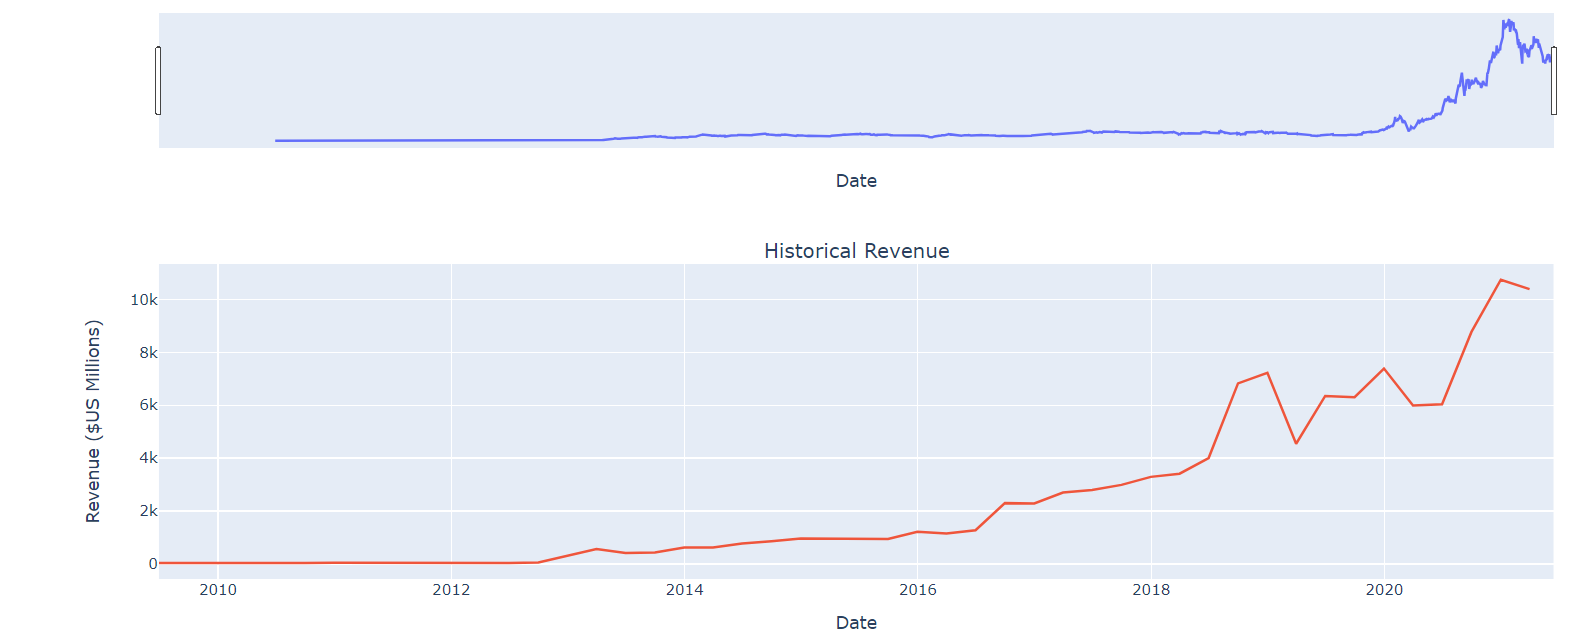 Date
Historical Revenue
10k
8k
6k
4k
2k
0
Revenue ($US Millions)
2010 2012 2014 2016 2018 2020
Date